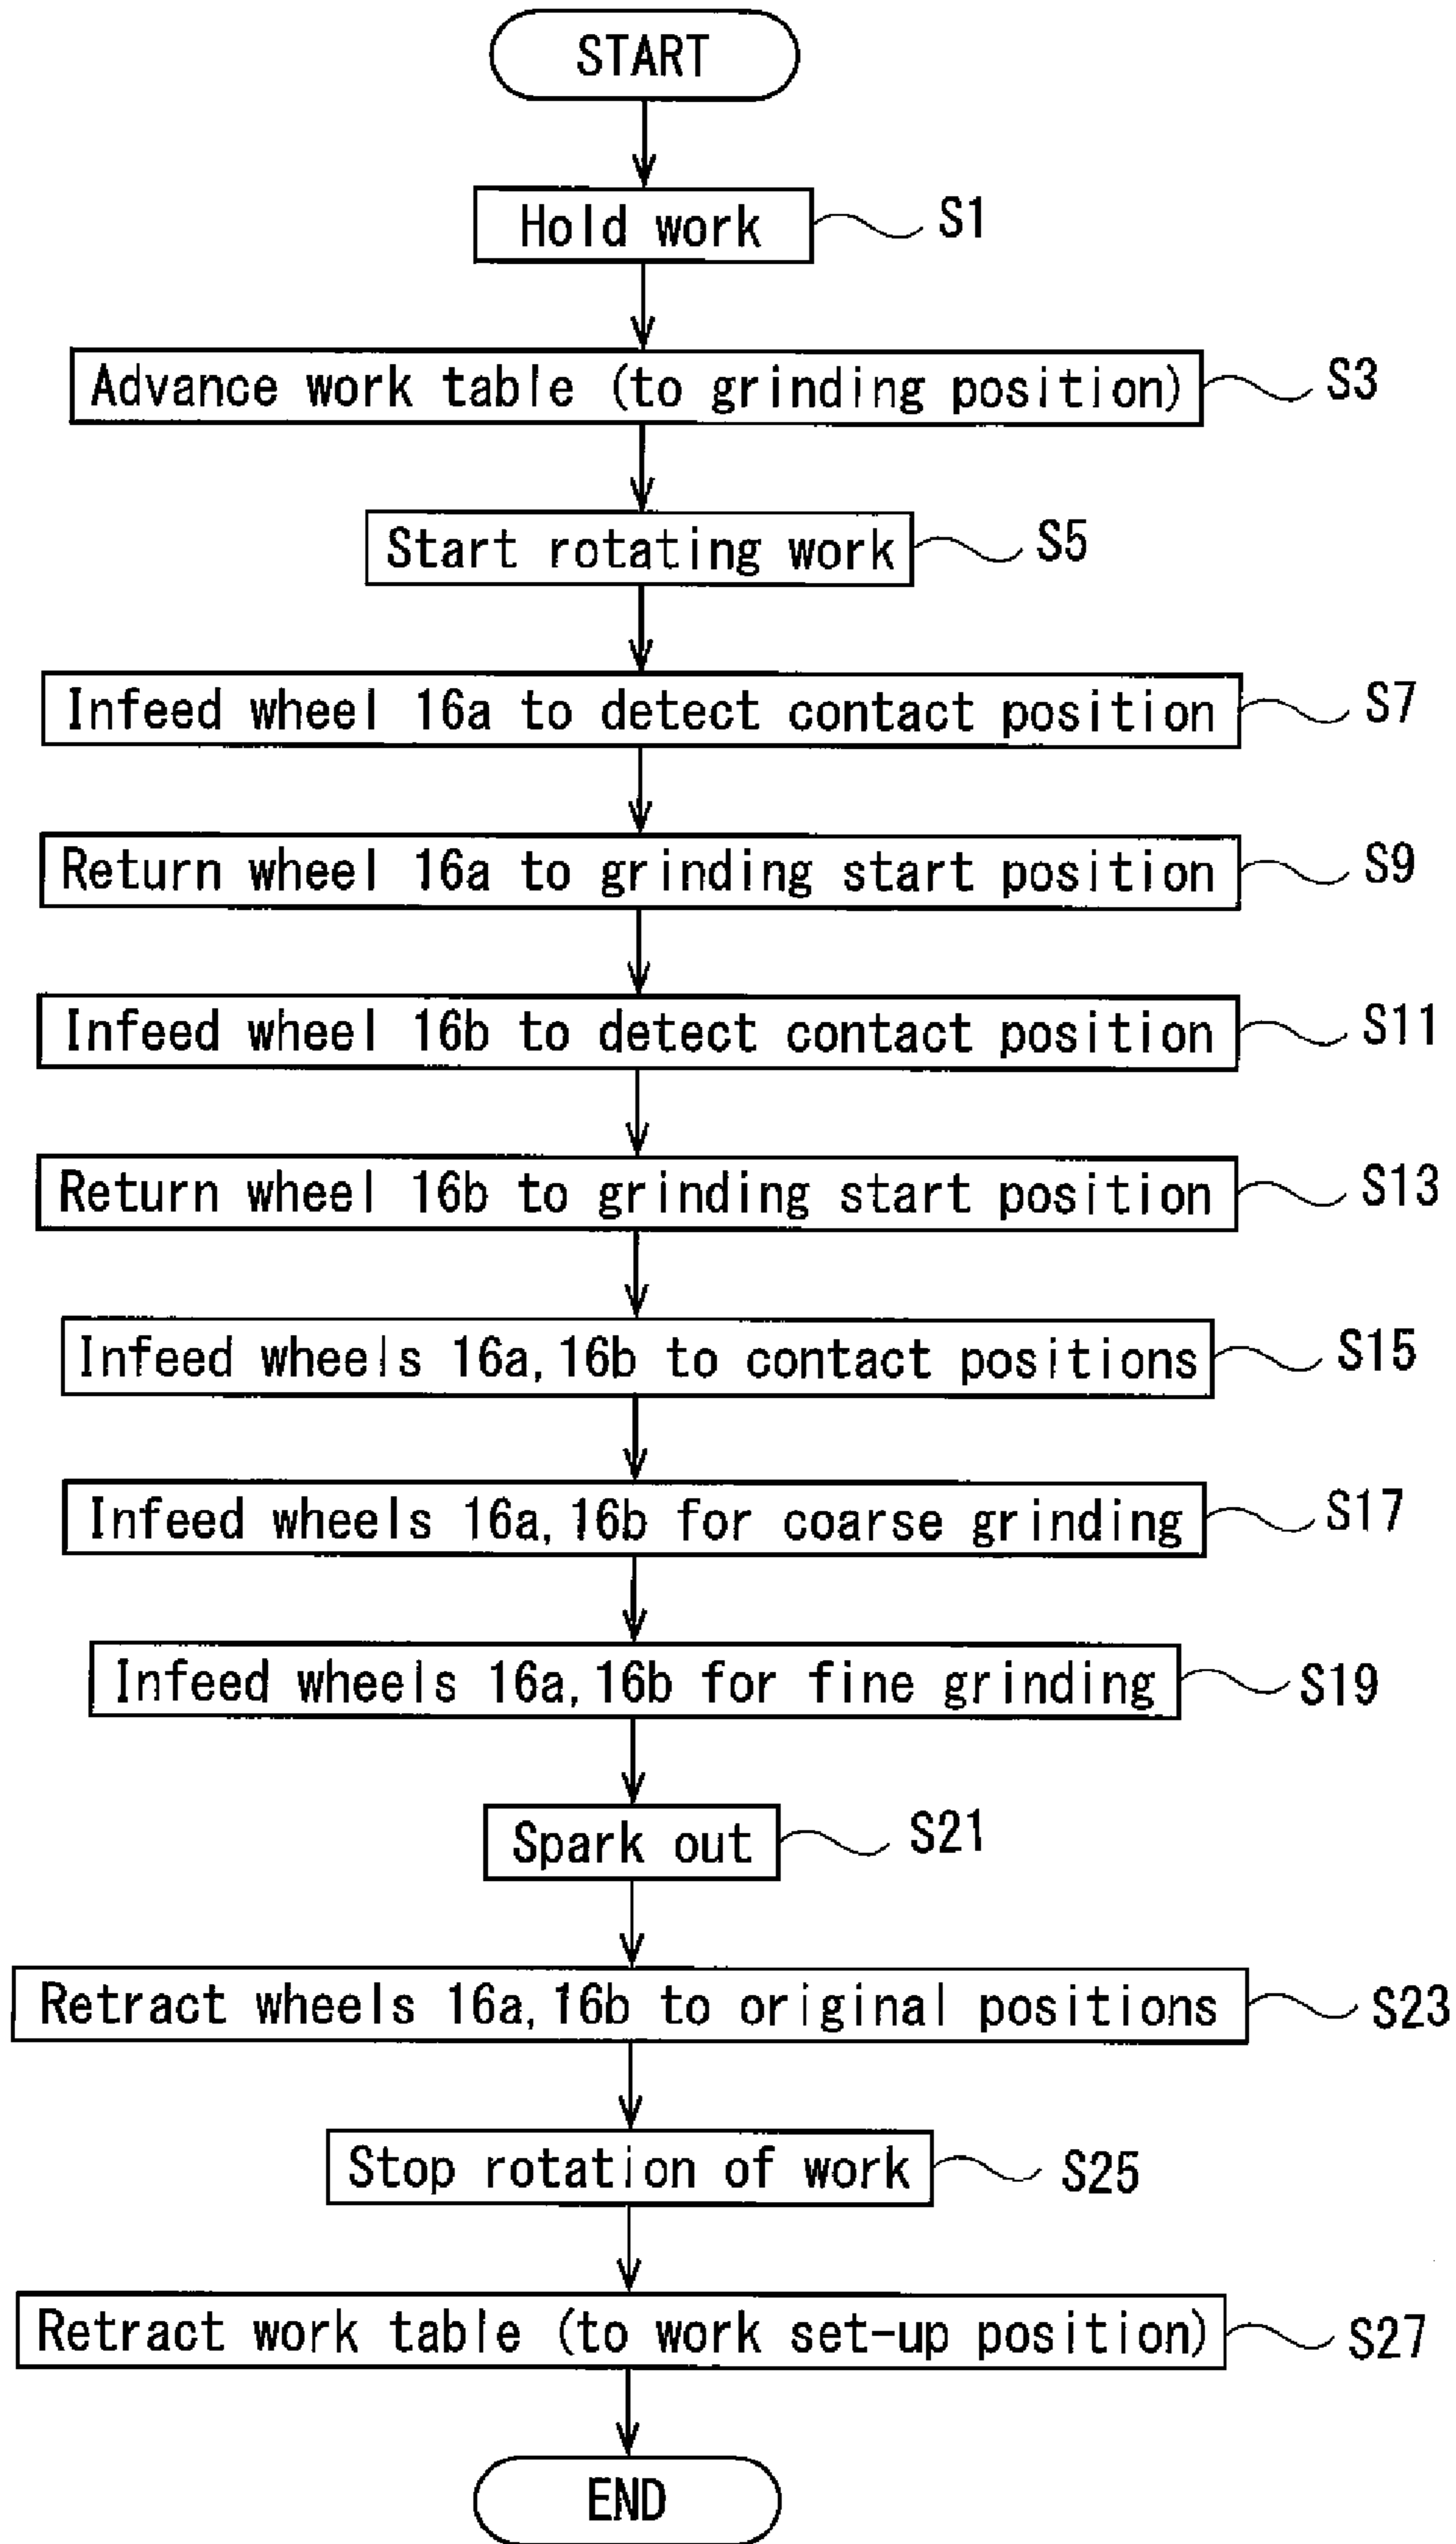 START
Hold work
S1
Advance work table (to grinding position)
S3
Start rotating work
S5
Infeed wheel 16a to detect contact position
S7
Return wheel 16a to grinding start position
S9
Infeed wheel 16b to detect contact position
S11
Return wheel 16b to grinding start position
S13
Infeed wheels 16a, 16b to contact positions
S15
Infeed wheels 16a, 16b for coarse grinding
S17
Infeed wheels 16a, 16b for fine grinding
S19
Spark out
S21
Retract wheels 16a, 16b to original positions
S23
Stop rotation of work
S25
Retract work table (to work set-up position)
S27
END